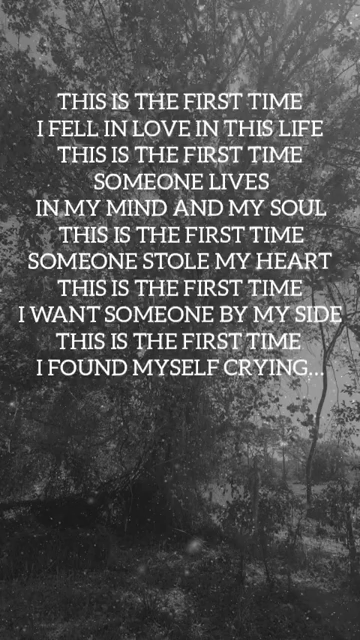 THIS IS THE FIRST TIME
I FELL IN LOVE IN THIS LIFE
THIS IS THE FIRST TIME
SOMEONE LIVES
IN MY MIND AND MY SOUL
THIS IS THE FIRST TIME
SOMEONE STOLE MY HEART
THIS IS THE FIRST TIME
I WANT SOMEONE BY MY SIDE
THIS IS THE FIRST TIME
I FOUND MYSELF CRYING...